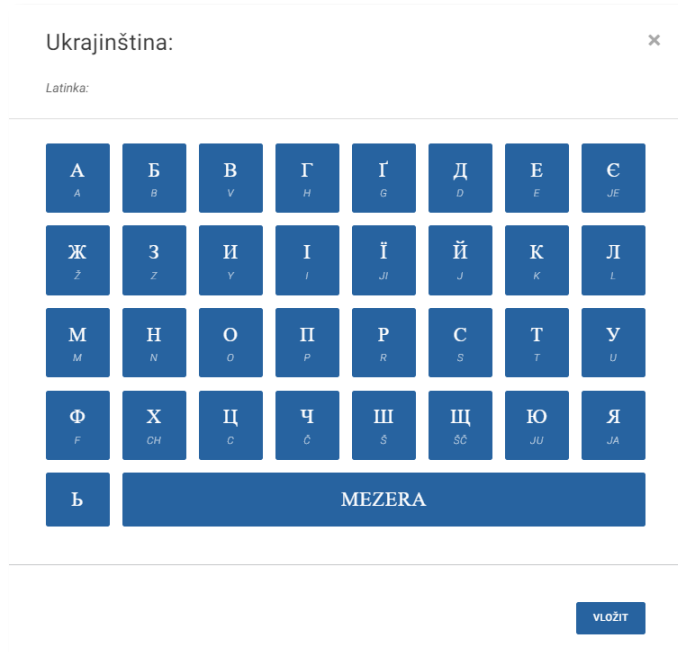 Ukrajinština: ×
Latinka:
А Б В Г Ґ Д Е Є
A B V H G D E JE
Ж З И І Ї Й К Л
Ž Z Y I JI J K L
М Н О П Р С Т У
M N O P R S T U
Ф Х Ц Ч Ш Щ Ю Я
F CH C Č Š ŠČ JU JA
Ь MEZERA
VLOŽIT